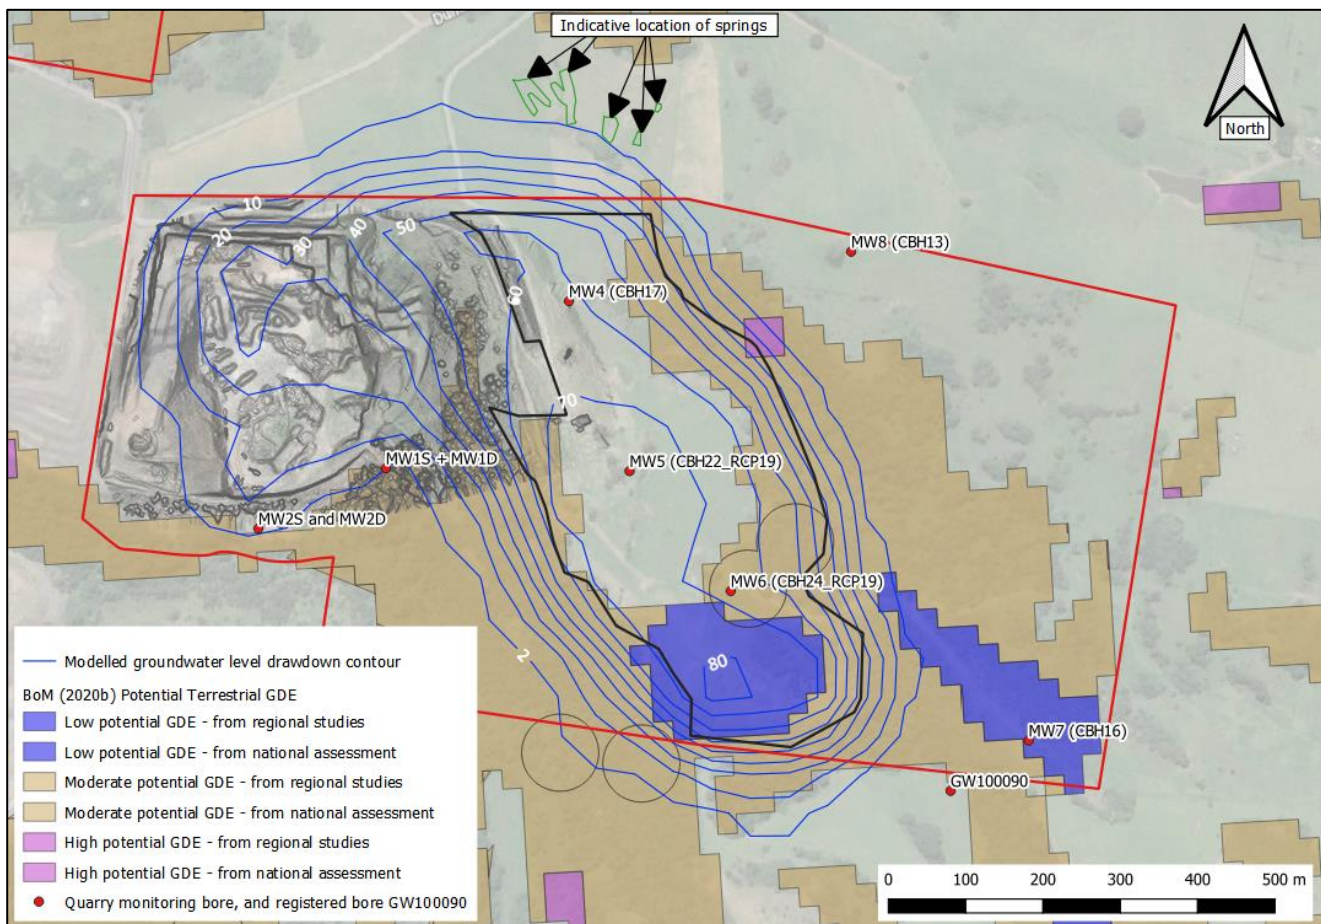 Indicative location of springs
North
10
20
30
40
50
60
70
80
2
MW8 (CBH13)
MW4 (CBH17)
MW1S + MW1D
MW5 (CBH22_RCP19)
MW2S and MW2D
MW6 (CBH24_RCP19)
MW7 (CBH16)
GW100090
Modelled groundwater level drawdown contour
BoM (2020b) Potential Terrestrial GDE
Low potential GDE - from regional studies
Low potential GDE - from national assessment
Moderate potential GDE - from regional studies
Moderate potential GDE - from national assessment
High potential GDE - from regional studies
High potential GDE - from national assessment
Quarry monitoring bore, and registered bore GW100090
0 100 200 300 400 500 m